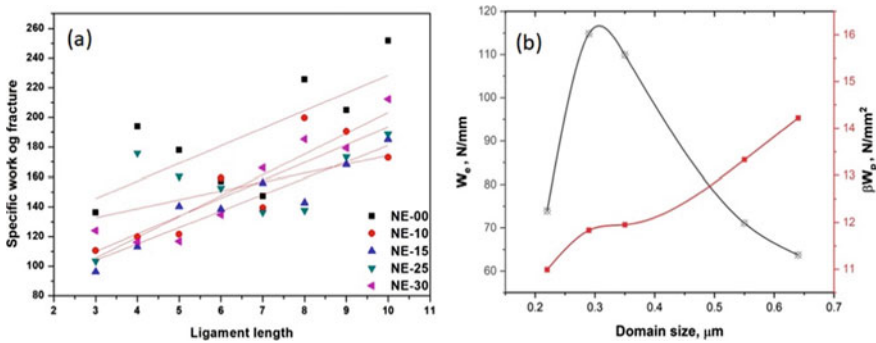 (a)
Specific work og fracture
260
240
220
200
180
160
140
120
100
80
2 3 4 5 6 7 8 9 10 11
Ligament length
NE-00
NE-10
NE-15
NE-25
NE-30
(b)
We, N/mm
120
110
100
90
80
70
60
0.2 0.3 0.4 0.5 0.6 0.7
Domain size, μm
16
15
14
13
12
11
βWp, N/mm²